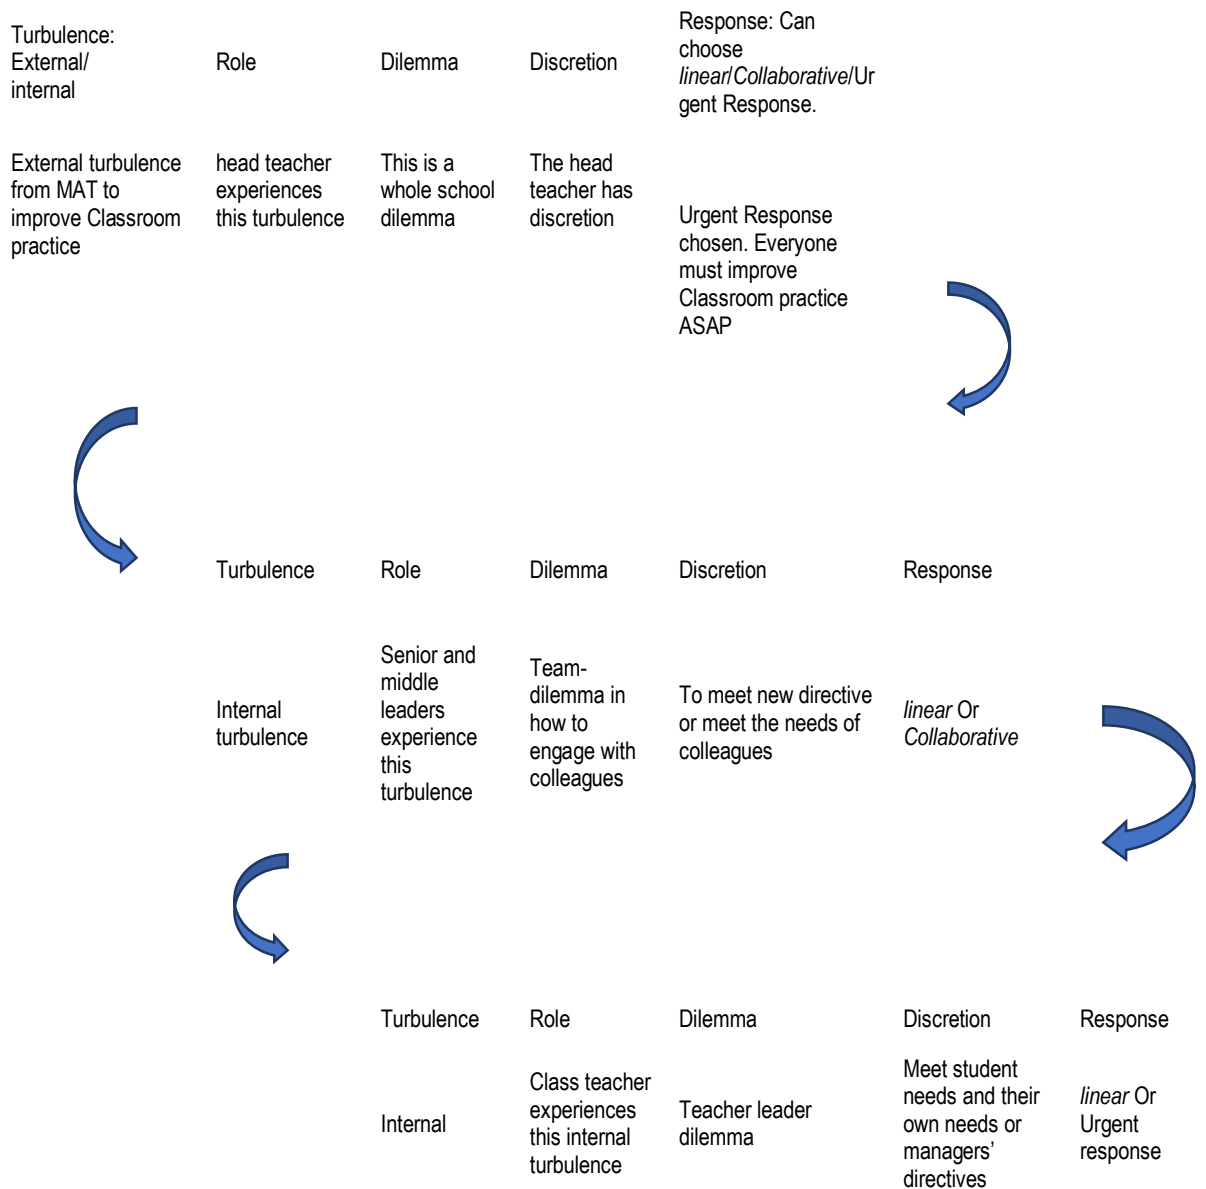 Turbulence:
External/
internal
Role
Dilemma
Discretion
Response: Can
choose
linear/Collaborative/Ur
gent Response.
External turbulence
from MAT to
improve Classroom
practice
head teacher
experiences
this turbulence
This is a
whole school
dilemma
The head
teacher has
discretion
Urgent Response
chosen. Everyone
must improve
Classroom practice
ASAP
Turbulence
Role
Dilemma
Discretion
Response
Internal
turbulence
Senior and
middle
leaders
experience
this
turbulence
Team-
dilemma in
how to
engage with
colleagues
To meet new directive
or meet the needs of
colleagues
linear Or
Collaborative
Turbulence
Role
Dilemma
Discretion
Response
Internal
Class teacher
experiences
this internal
turbulence
Teacher leader
dilemma
Meet student
needs and their
own needs or
managers’
directives
linear Or
Urgent
response